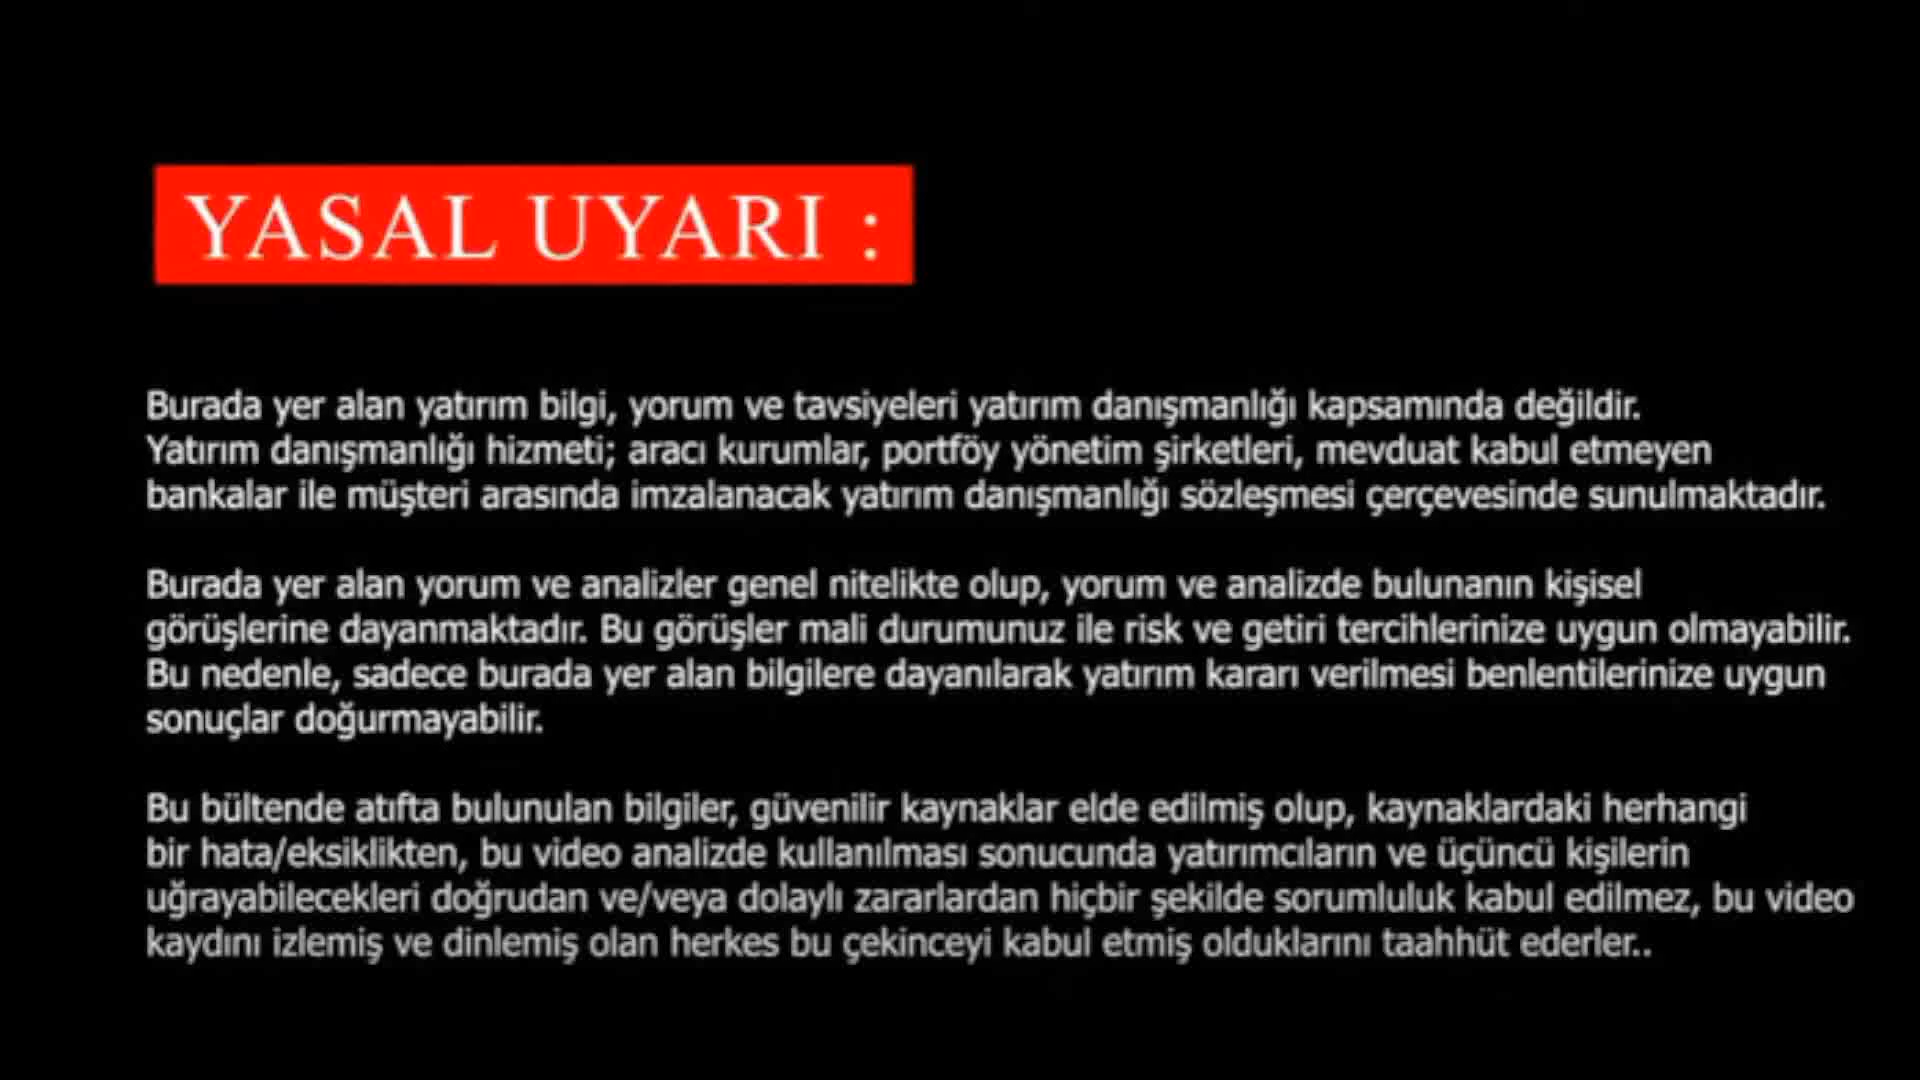 YASAL UYARI :
Burada yer alan yatırım bilgi, yorum ve tavsiyeleri yatırım danışmanlığı kapsamında değildir.
Yatırım danışmanlığı hizmeti; aracı kurumlar, portföy yönetim şirketleri, mevduat kabul etmeyen
bankalar ile müşteri arasında imzalanacak yatırım danışmanlığı sözleşmesi çerçevesinde sunulmaktadır.
Burada yer alan yorum ve analizler genel nitelikte olup, yorum ve analizde bulunanın kişisel
görüşlerine dayanmaktadır. Bu görüşler mali durumunuz ile risk ve getiri tercihlerinize uygun olmayabilir.
Bu nedenle, sadece burada yer alan bilgilere dayanılarak yatırım kararı verilmesi benlentilerinize uygun
sonuçlar doğurmayabilir.
Bu bültende atıfta bulunulan bilgiler, güvenilir kaynaklar elde edilmiş olup, kaynaklardaki herhangi
bir hata/eksiklikten, bu video analizde kullanılması sonucunda yatırımcıların ve üçüncü kişilerin
uğrayabilecekleri doğrudan ve/veya dolaylı zararlardan hiçbir şekilde sorumluluk kabul edilmez, bu video
kaydını izlemiş ve dinlemiş olan herkes bu çekinceyi kabul etmiş olduklarını taahhüt ederler..